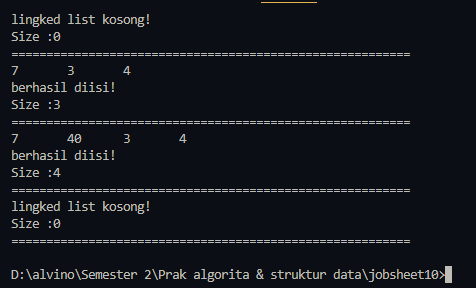 lingked list kosong!
Size :0
=========================================================
7 3 4
berhasil diisi!
Size :3
=========================================================
7 40 3 4
berhasil diisi!
Size :4
=========================================================
lingked list kosong!
Size :0
=========================================================
D:\alvino\Semester 2\Prak algorita & struktur data\jobsheet10>